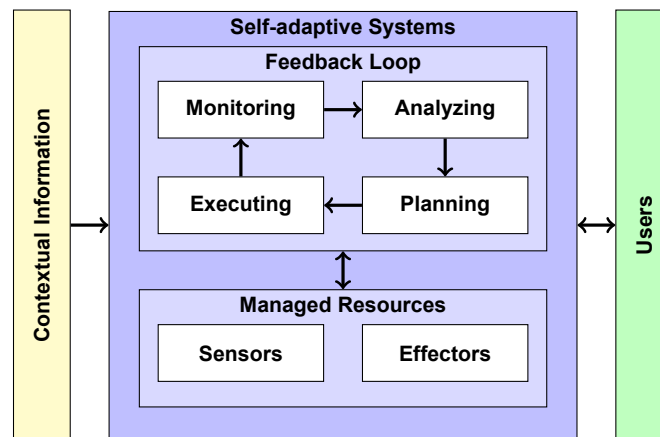 Self-adaptive Systems
Feedback Loop
Monitoring
Analyzing
Executing
Planning
Managed Resources
Sensors
Effectors
Contextual Information
Users